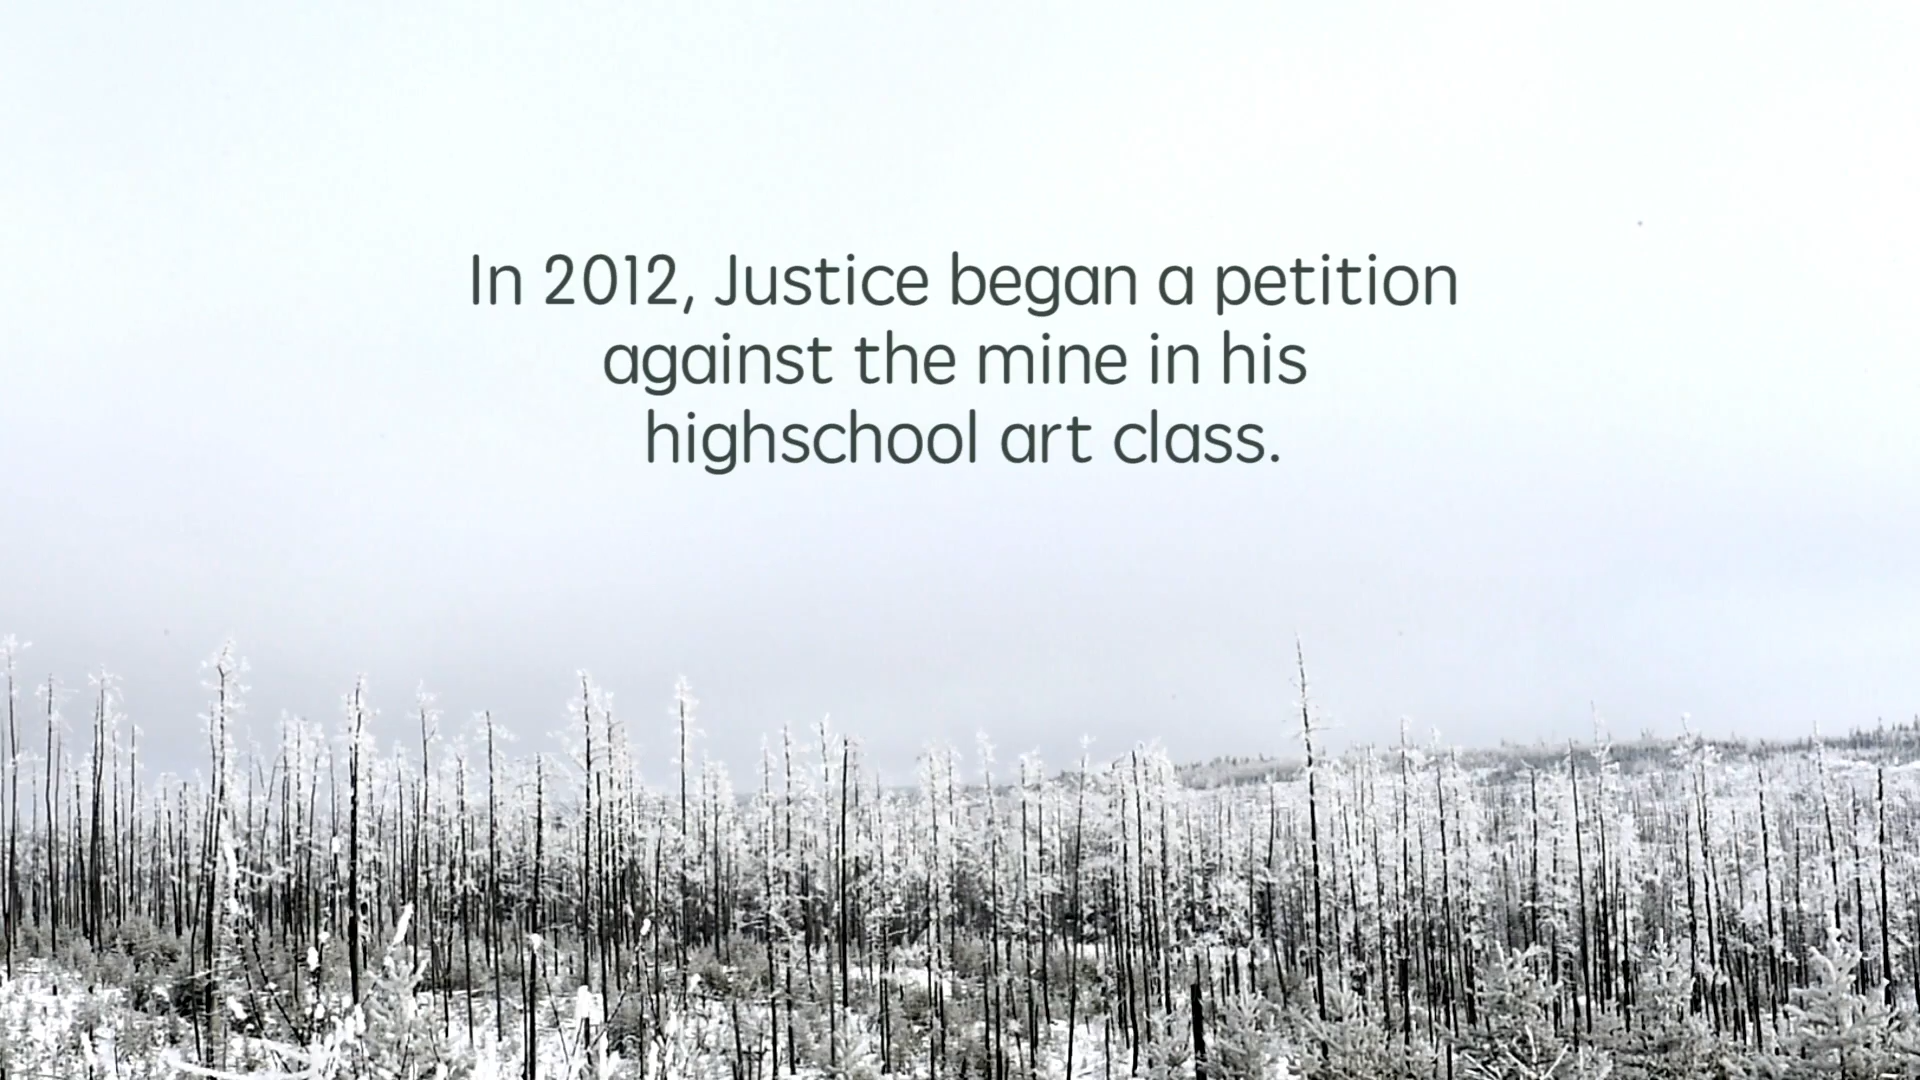 In 2012, Justice began a petition
against the mine in his
highschool art class.